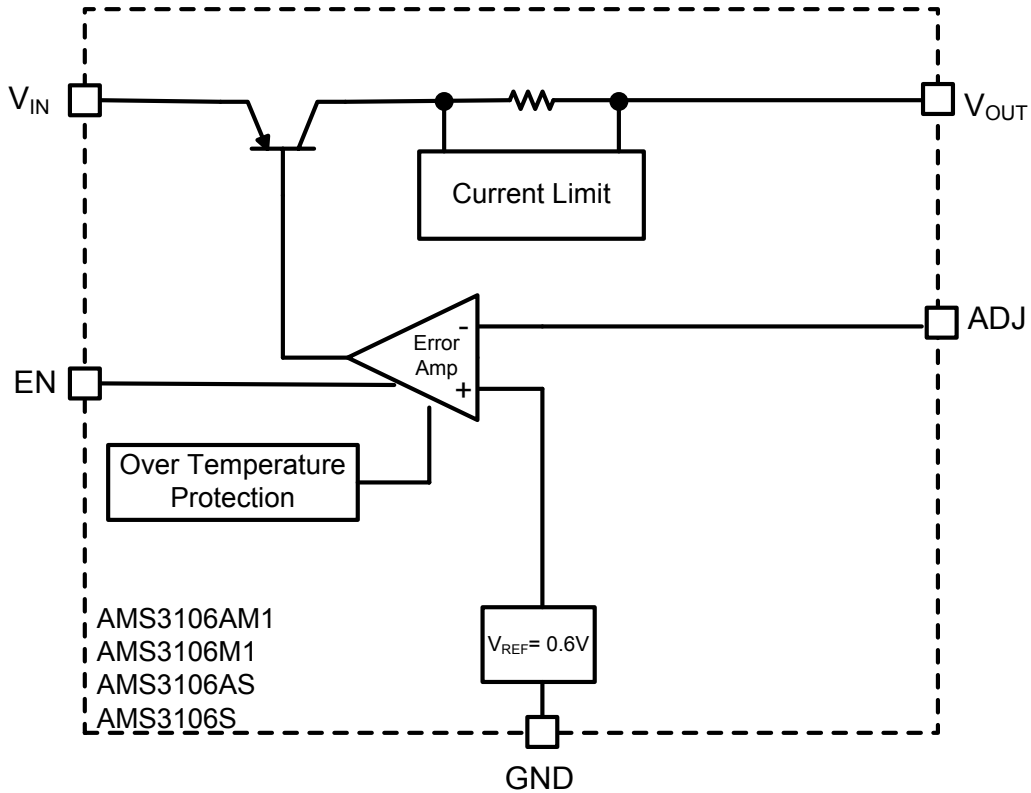 V_IN
V_OUT
Current Limit
ADJ
-
Error
Amp
+
EN
Over Temperature
Protection
AMS3106AM1
AMS3106M1
AMS3106AS
AMS3106S
V_REF= 0.6V
GND